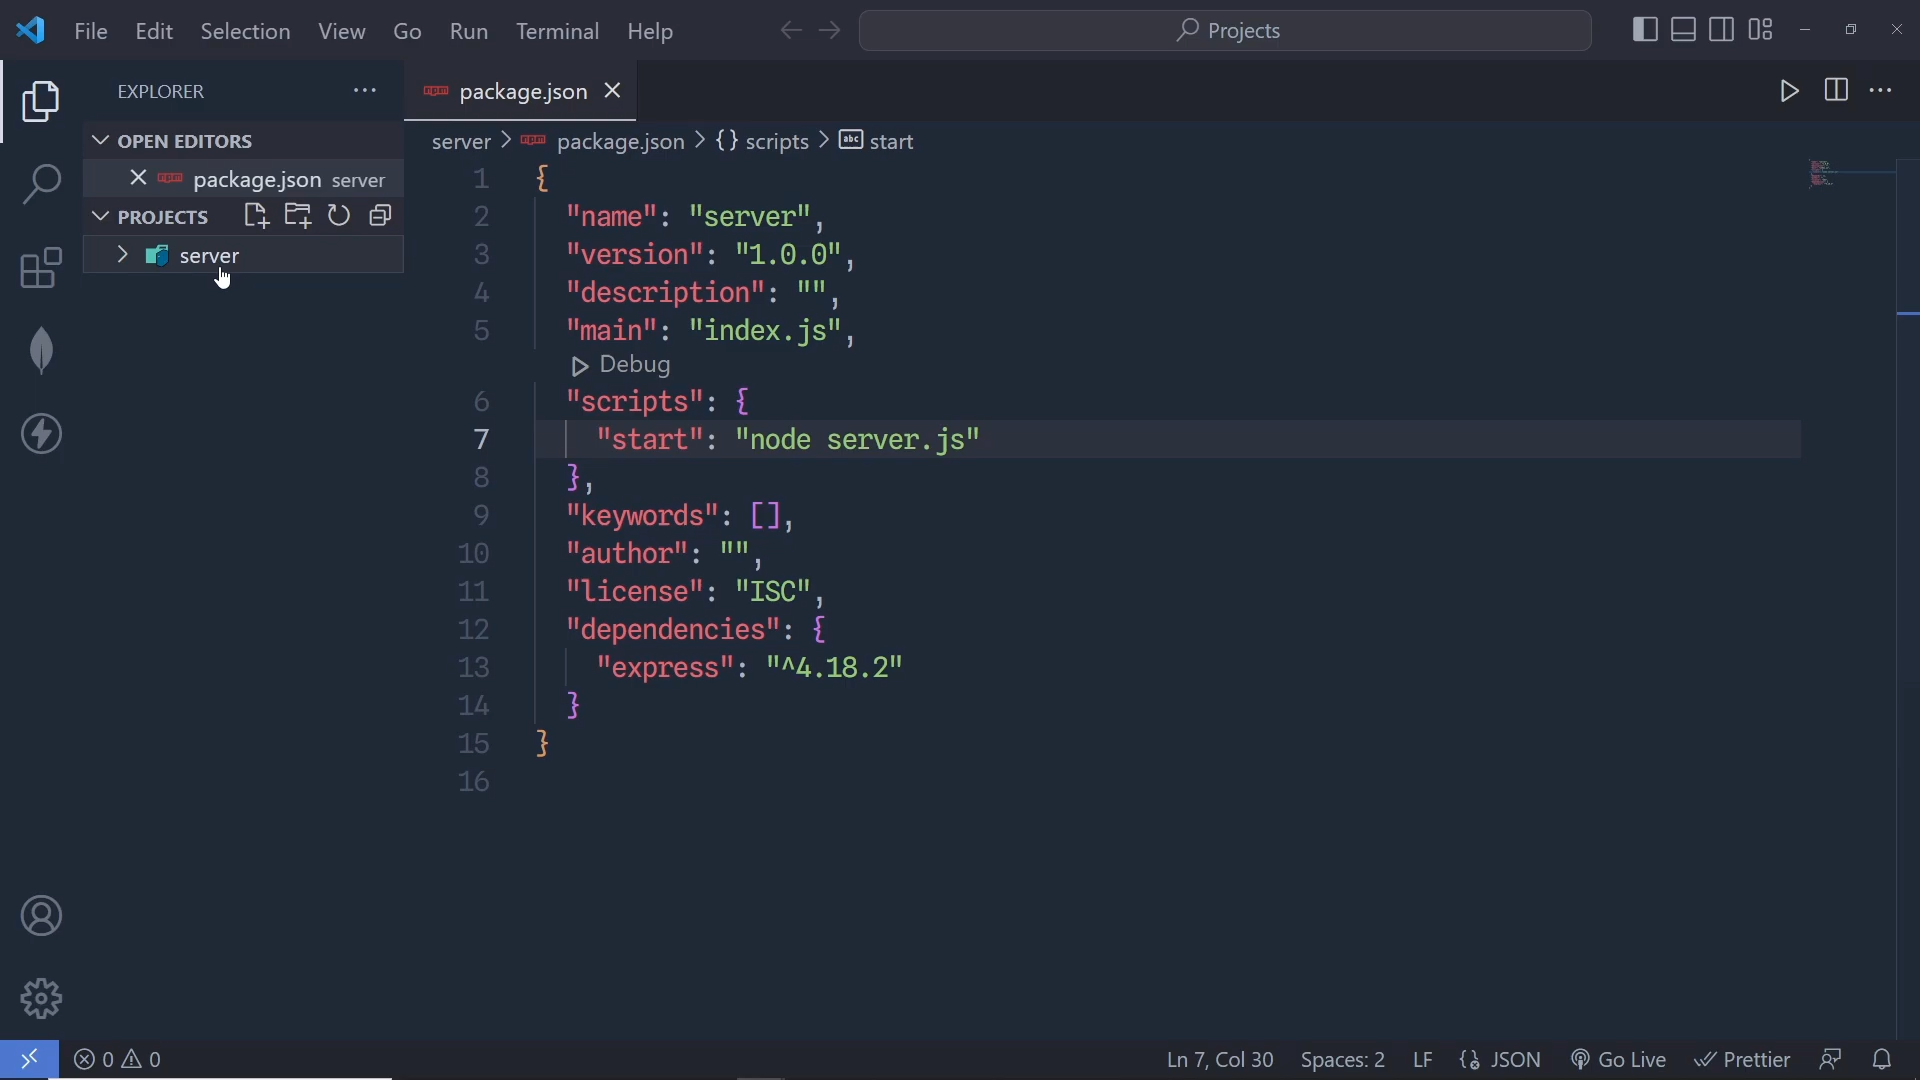 File Edit Selection View Go Run Terminal Help
Projects
EXPLORER
package.json
OPEN EDITORS
package.json server
PROJECTS
server
server > package.json > {} scripts > abc start
1 {
2 "name": "server",
3 "version": "1.0.0",
4 "description": "",
5 "main": "index.js",
Debug
6 "scripts": {
7 "start": "node server.js"
8 },
9 "keywords": [],
10 "author": "",
11 "license": "ISC",
12 "dependencies": {
13 "express": "^4.18.2"
14 }
15 }
16
0 0 Ln 7, Col 30 Spaces: 2 LF JSON Go Live Prettier